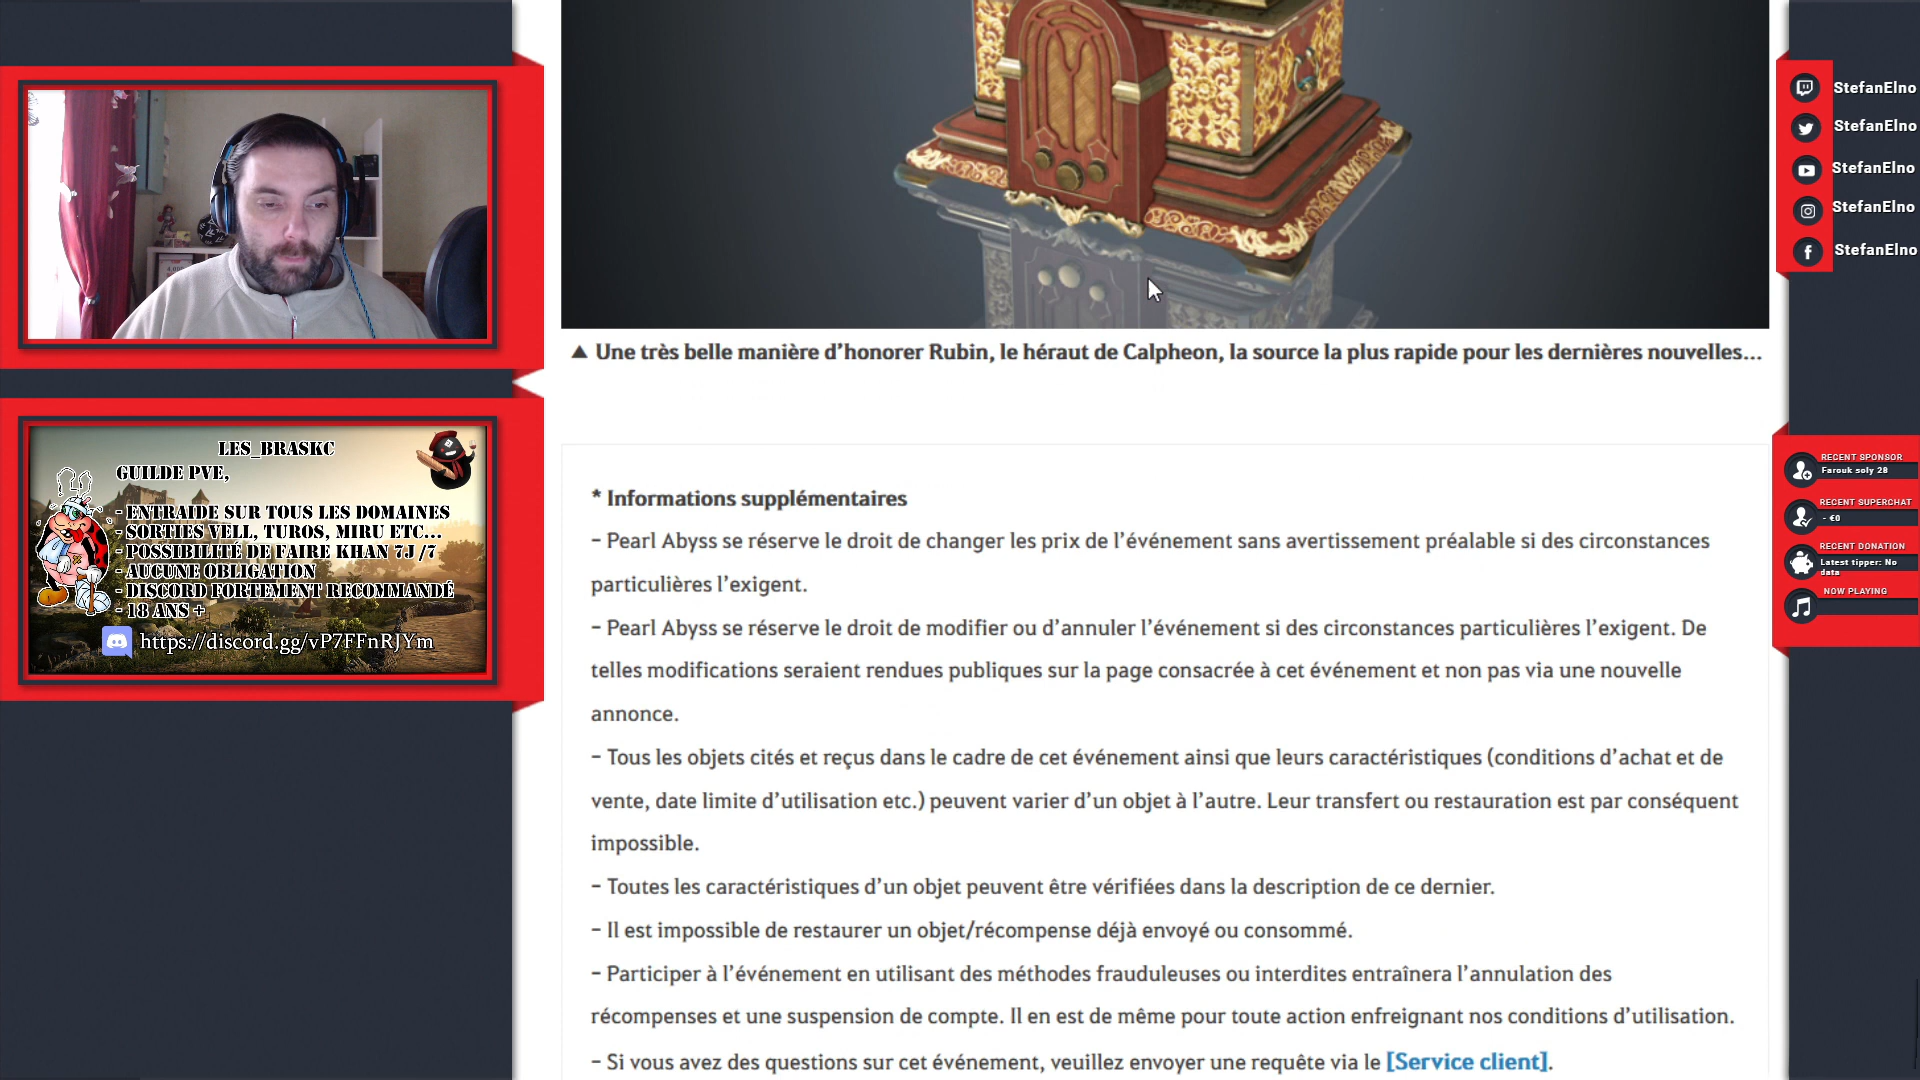 ▲ Une très belle manière d’honorer Rubin, le héraut de Calpheon, la source la plus rapide pour les dernières nouvelles...
* Informations supplémentaires
– Pearl Abyss se réserve le droit de changer les prix de l’événement sans avertissement préalable si des circonstances
particulières l’exigent.
– Pearl Abyss se réserve le droit de modifier ou d’annuler l’événement si des circonstances particulières l’exigent. De
telles modifications seraient rendues publiques sur la page consacrée à cet événement et non pas via une nouvelle
annonce.
– Tous les objets cités et reçus dans le cadre de cet événement ainsi que leurs caractéristiques (conditions d’achat et de
vente, date limite d’utilisation etc.) peuvent varier d’un objet à l’autre. Leur transfert ou restauration est par conséquent
impossible.
– Toutes les caractéristiques d’un objet peuvent être vérifiées dans la description de ce dernier.
– Il est impossible de restaurer un objet/récompense déjà envoyé ou consommé.
– Participer à l’événement en utilisant des méthodes frauduleuses ou interdites entraînera l’annulation des
récompenses et une suspension de compte. Il en est de même pour toute action enfreignant nos conditions d’utilisation.
– Si vous avez des questions sur cet événement, veuillez envoyer une requête via le [Service client].
LES_BRASKC
GUILDE PVE,
- ENTRAIDE SUR TOUS LES DOMAINES
- SORTIES VELL, TUROS, MIRU ETC...
- POSSIBILITÉ DE FAIRE KHAN 7J /7
- AUCUNE OBLIGATION
- DISCORD FORTEMENT RECOMMANDÉ
- 18 ANS +
https://discord.gg/vP7FFnRJYm
StefanElno
StefanElno
StefanElno
StefanElno
StefanElno
RECENT SPONSOR
Farouk soly 28
RECENT SUPERCHAT
- €0
RECENT DONATION
Latest tipper: No
data
NOW PLAYING